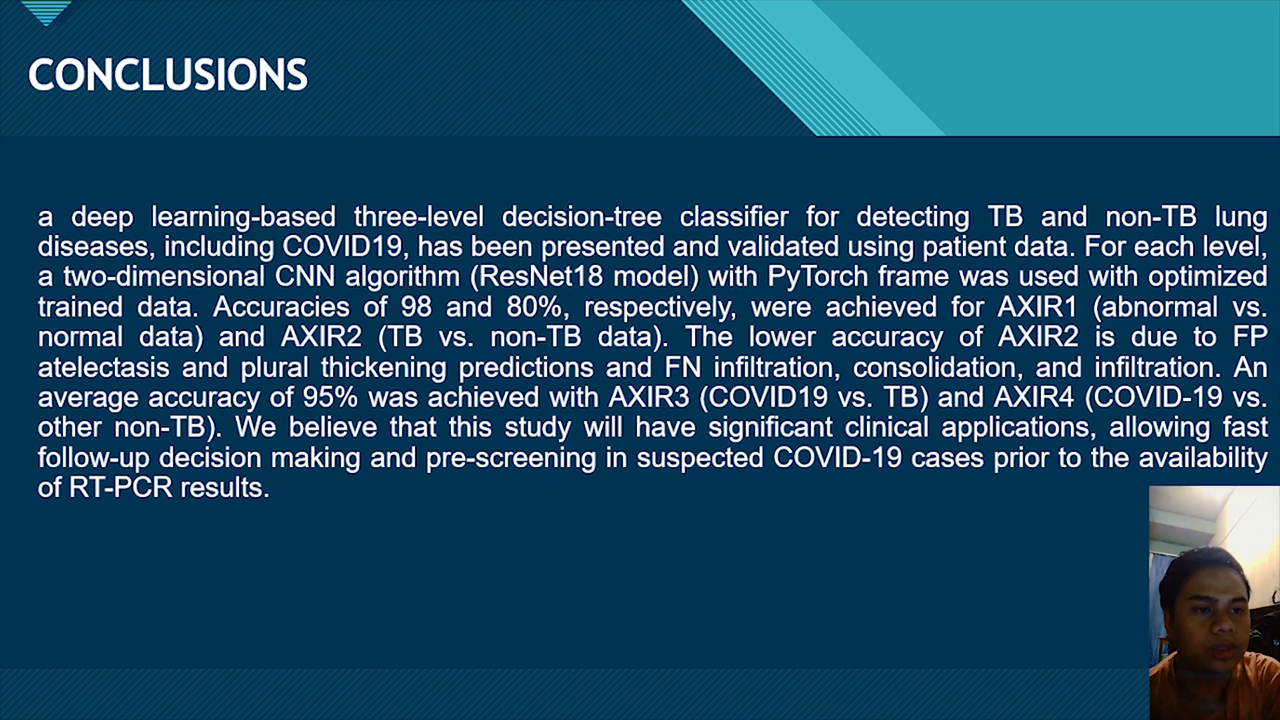 CONCLUSIONS
a deep learning-based three-level decision-tree classifier for detecting TB and non-TB lung
diseases, including COVID19, has been presented and validated using patient data. For each level,
a two-dimensional CNN algorithm (ResNet18 model) with PyTorch frame was used with optimized
trained data. Accuracies of 98 and 80%, respectively, were achieved for AXIR1 (abnormal vs.
normal data) and AXIR2 (TB vs. non-TB data). The lower accuracy of AXIR2 is due to FP
atelectasis and plural thickening predictions and FN infiltration, consolidation, and infiltration. An
average accuracy of 95% was achieved with AXIR3 (COVID19 vs. TB) and AXIR4 (COVID-19 vs.
other non-TB). We believe that this study will have significant clinical applications, allowing fast
follow-up decision making and pre-screening in suspected COVID-19 cases prior to the availability
of RT-PCR results.